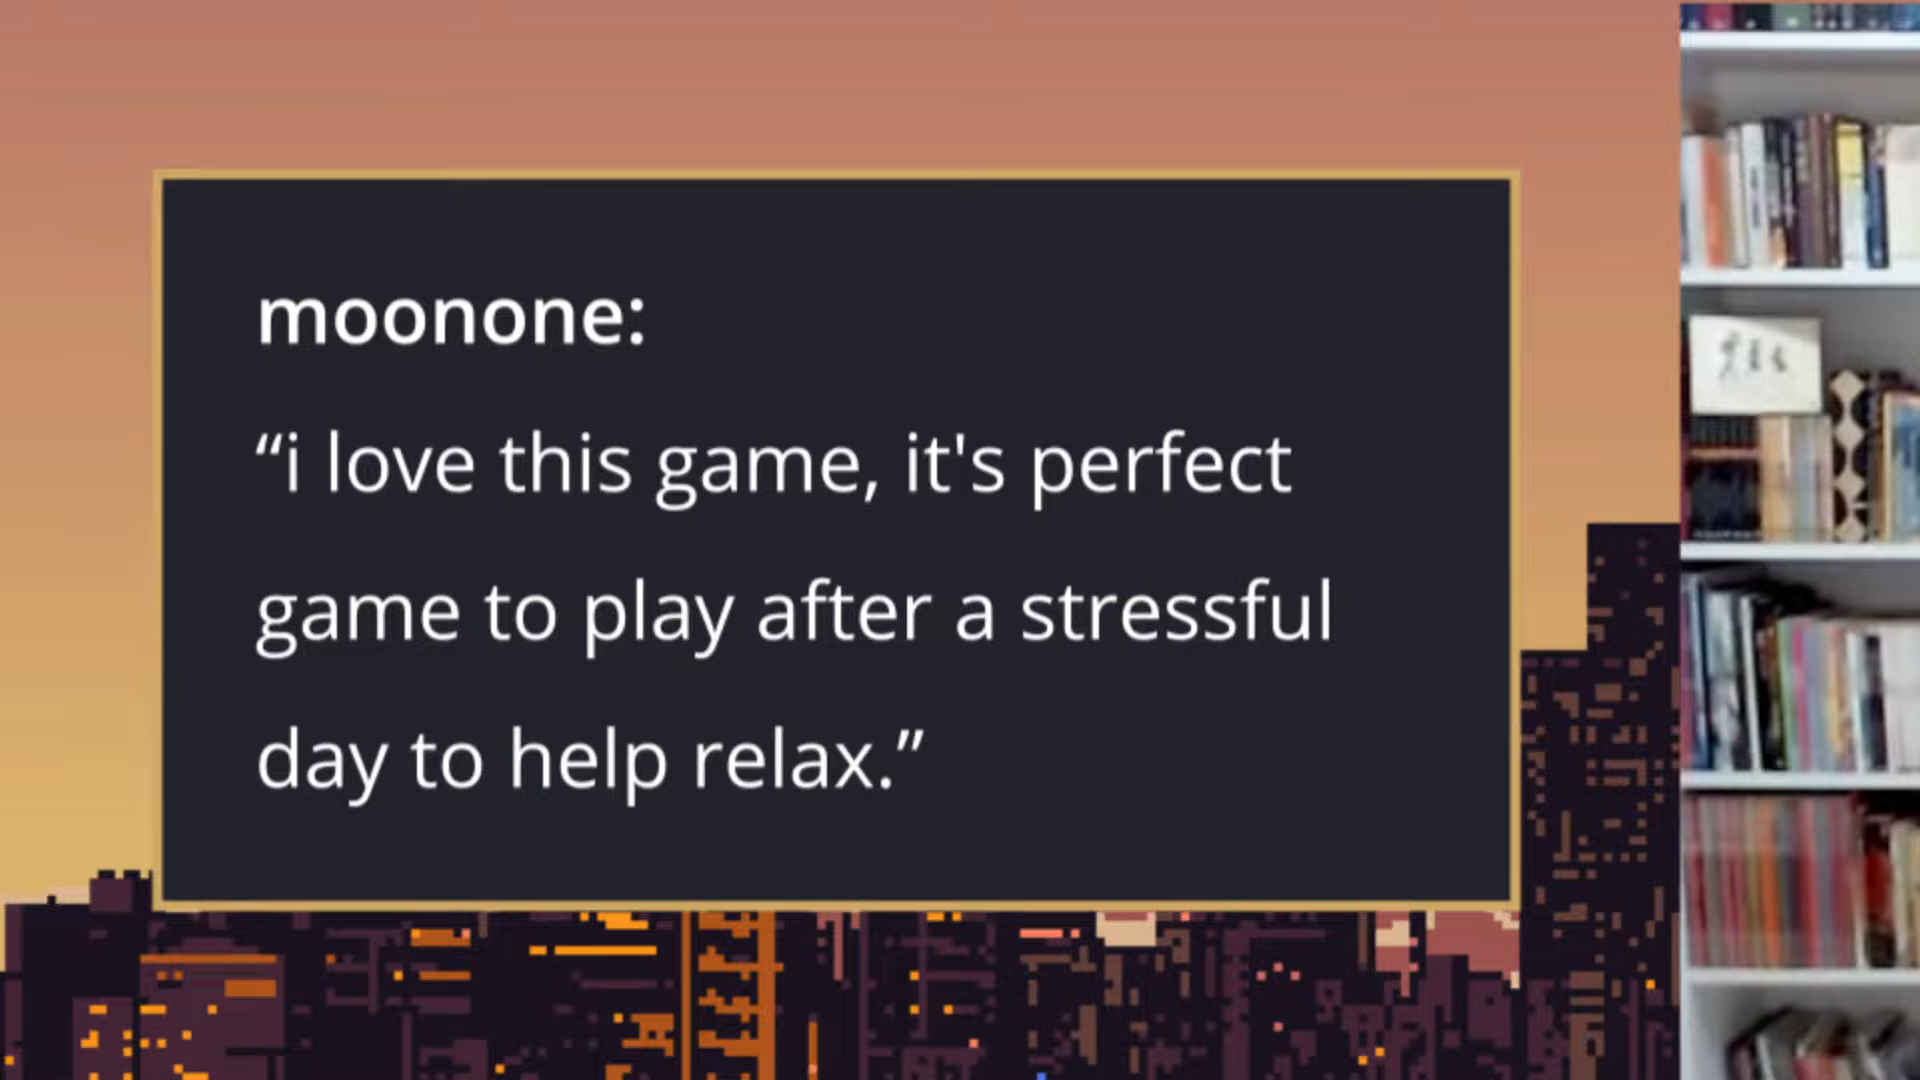 moonone:
“i love this game, it's perfect
game to play after a stressful
day to help relax.”